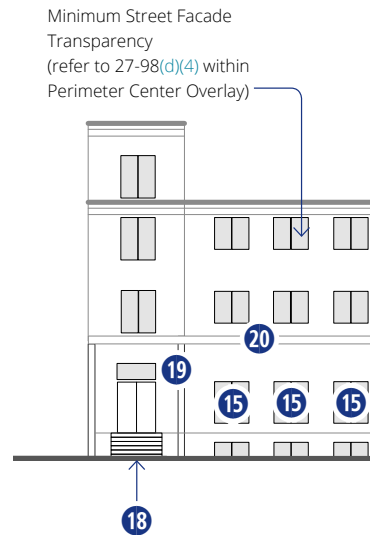 Minimum Street Facade
Transparency
(refer to 27-98(d)(4) within
Perimeter Center Overlay)
20
19
15 15 15
18